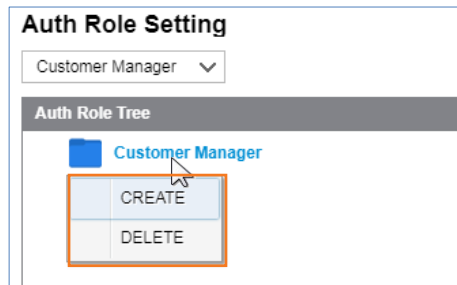 Auth Role Setting
Customer Manager
Auth Role Tree
Customer Manager
CREATE
DELETE